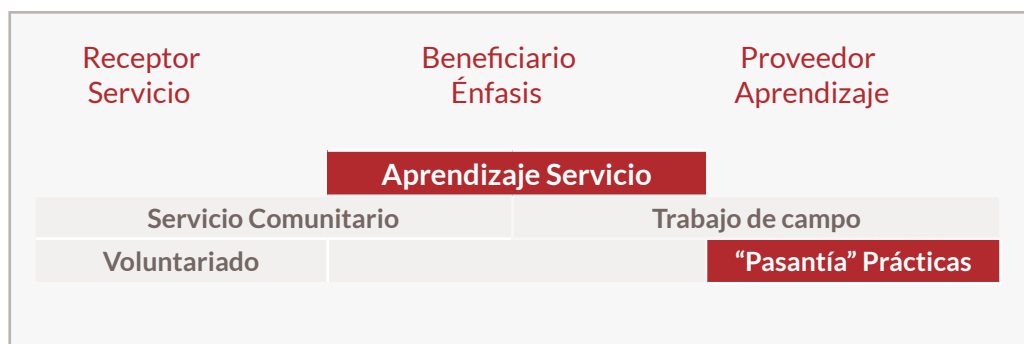 Receptor Beneficiario Proveedor
Servicio Énfasis Aprendizaje
Aprendizaje Servicio
Servicio Comunitario Trabajo de campo
Voluntariado “Pasantía” Prácticas